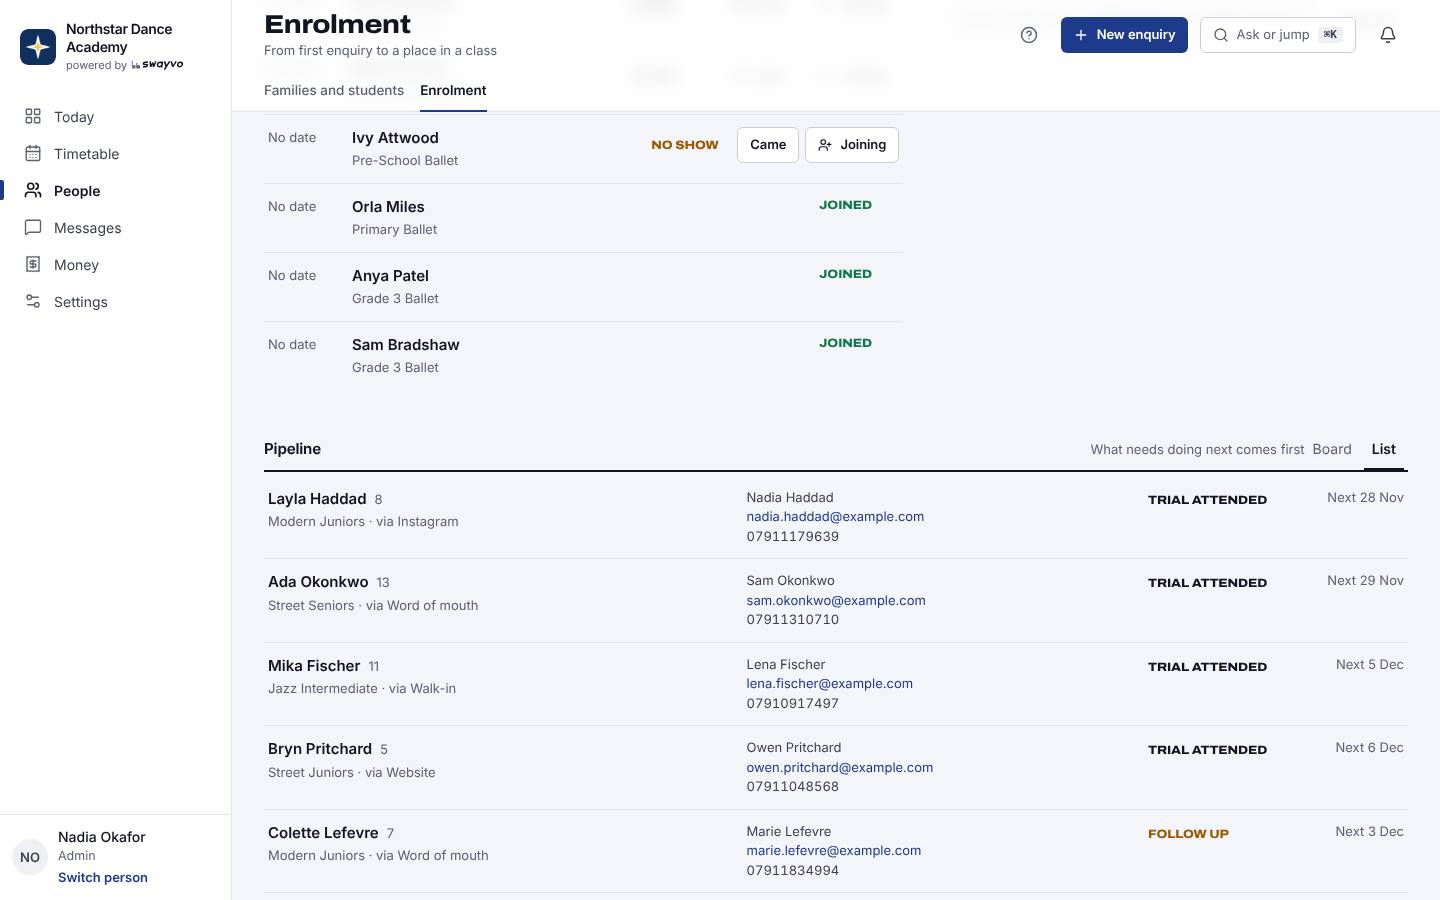 Northstar Dance
Academy
powered by swayvo
Today
Timetable
People
Messages
Money
Settings
NO
Nadia Okafor
Admin
Switch person
Enrolment
From first enquiry to a place in a class
New enquiry
Ask or jump ⌘K
Families and students
Enrolment
No date
Ivy Attwood
Pre-School Ballet
NO SHOW
Came
Joining
No date
Orla Miles
Primary Ballet
JOINED
No date
Anya Patel
Grade 3 Ballet
JOINED
No date
Sam Bradshaw
Grade 3 Ballet
JOINED
Pipeline
What needs doing next comes first
Board
List
Layla Haddad 8
Modern Juniors · via Instagram
Nadia Haddad
nadia.haddad@example.com
07911179639
TRIAL ATTENDED
Next 28 Nov
Ada Okonkwo 13
Street Seniors · via Word of mouth
Sam Okonkwo
sam.okonkwo@example.com
07911310710
TRIAL ATTENDED
Next 29 Nov
Mika Fischer 11
Jazz Intermediate · via Walk-in
Lena Fischer
lena.fischer@example.com
07910917497
TRIAL ATTENDED
Next 5 Dec
Bryn Pritchard 5
Street Juniors · via Website
Owen Pritchard
owen.pritchard@example.com
07911048568
TRIAL ATTENDED
Next 6 Dec
Colette Lefevre 7
Modern Juniors · via Word of mouth
Marie Lefevre
marie.lefevre@example.com
07911834994
FOLLOW UP
Next 3 Dec